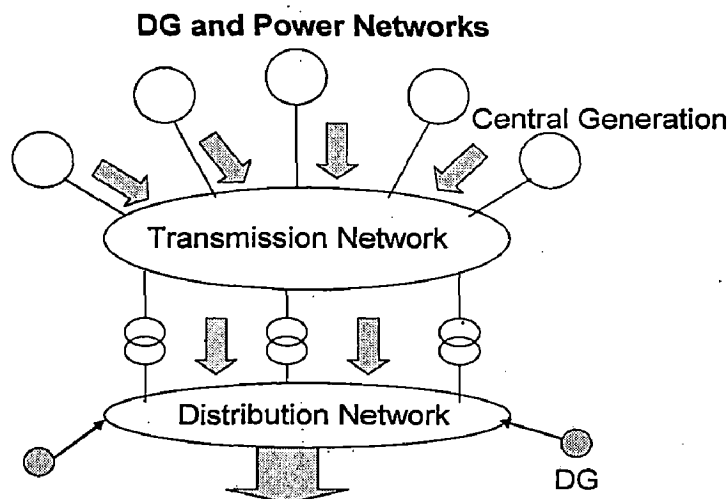 DG and Power Networks
Central Generation
Transmission Network
Distribution Network
DG